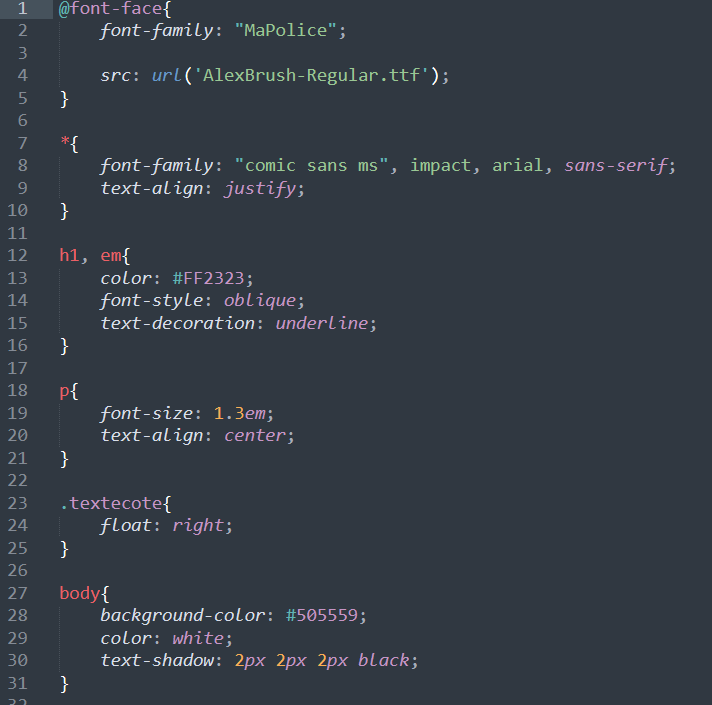 1 @font-face{
2     font-family: "MaPolice";
3
4     src: url('AlexBrush-Regular.ttf');
5 }
6
7 *{
8     font-family: "comic sans ms", impact, arial, sans-serif;
9     text-align: justify;
10 }
11
12 h1, em{
13     color: #FF2323;
14     font-style: oblique;
15     text-decoration: underline;
16 }
17
18 p{
19     font-size: 1.3em;
20     text-align: center;
21 }
22
23 .textecote{
24     float: right;
25 }
26
27 body{
28     background-color: #505559;
29     color: white;
30     text-shadow: 2px 2px 2px black;
31 }
32